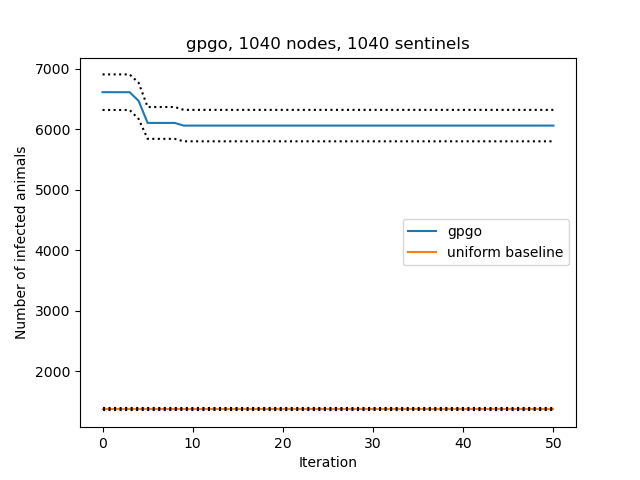 gpgo, 1040 nodes, 1040 sentinels
7000
6000
5000
4000
3000
2000
Number of infected animals
gpgo
uniform baseline
0 10 20 30 40 50
Iteration